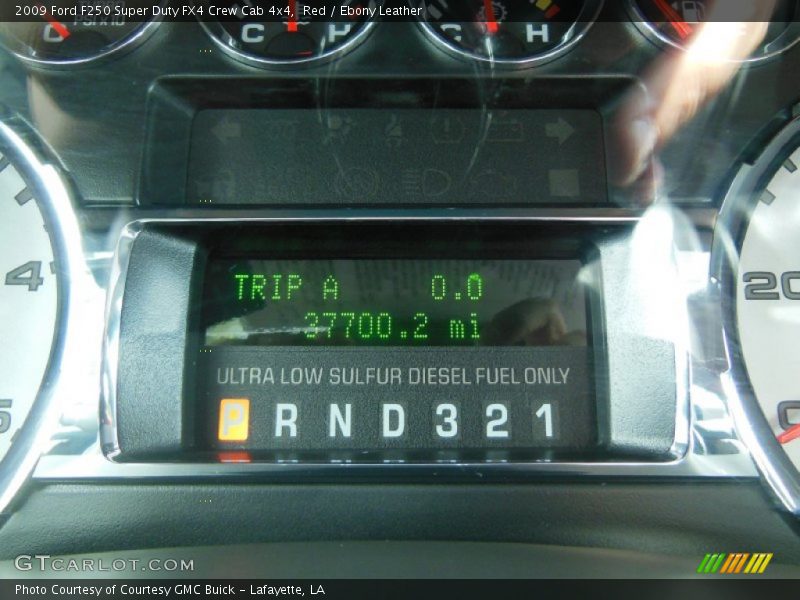 2009 Ford F250 Super Duty FX4 Crew Cab 4x4,  Red / Ebony Leather
C H
C H
4
20
TRIP A 0.0
37700.2 mi
ULTRA LOW SULFUR DIESEL FUEL ONLY
P R N D 3 2 1
GTCARLOT.COM
Photo Courtesy of Courtesy GMC Buick - Lafayette, LA